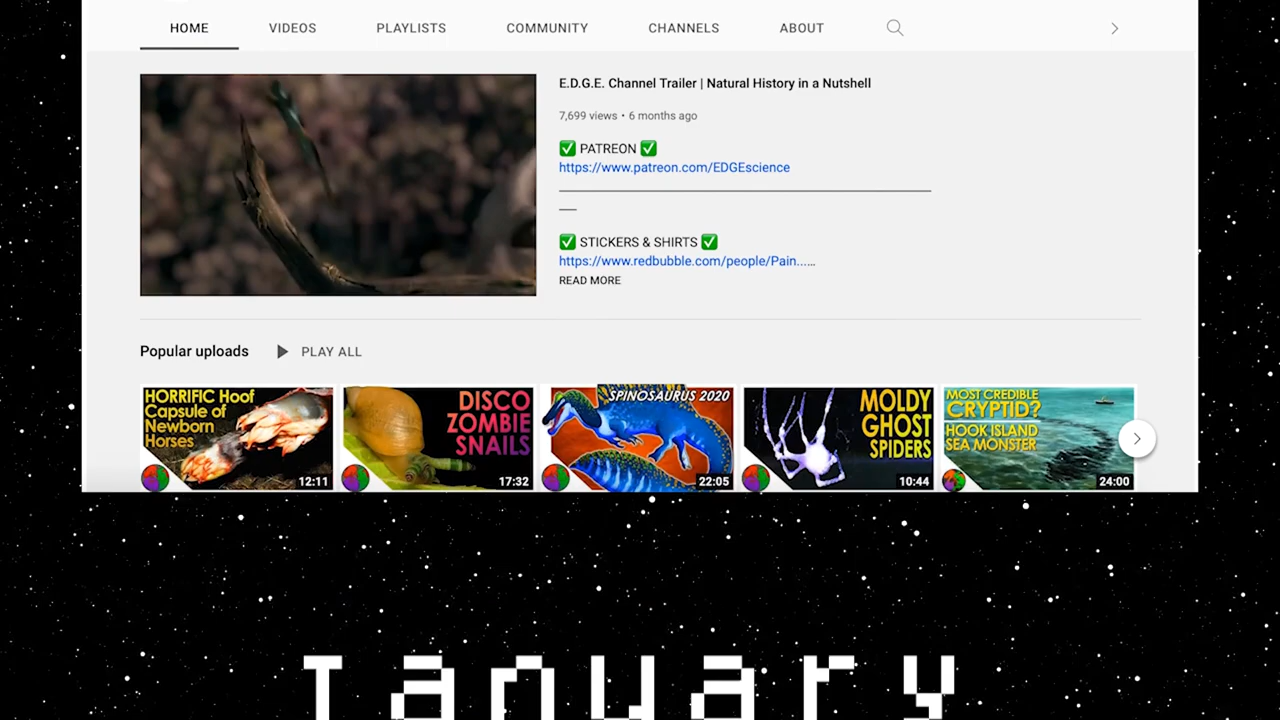 HOME VIDEOS PLAYLISTS COMMUNITY CHANNELS ABOUT
E.D.G.E. Channel Trailer | Natural History in a Nutshell
7,699 views • 6 months ago
✅ PATREON ✅
https://www.patreon.com/EDGEscience
✅ STICKERS & SHIRTS ✅
https://www.redbubble.com/people/Pain......
READ MORE
Popular uploads PLAY ALL
HORRIFIC Hoof
Capsule of
Newborn
Horses
12:11
DISCO
ZOMBIE
SNAILS
17:32
SPINOSAURUS 2020
22:05
MOLDY
GHOST
SPIDERS
10:44
MOST CREDIBLE
CRYPTID?
HOOK ISLAND
SEA MONSTER
24:00
January